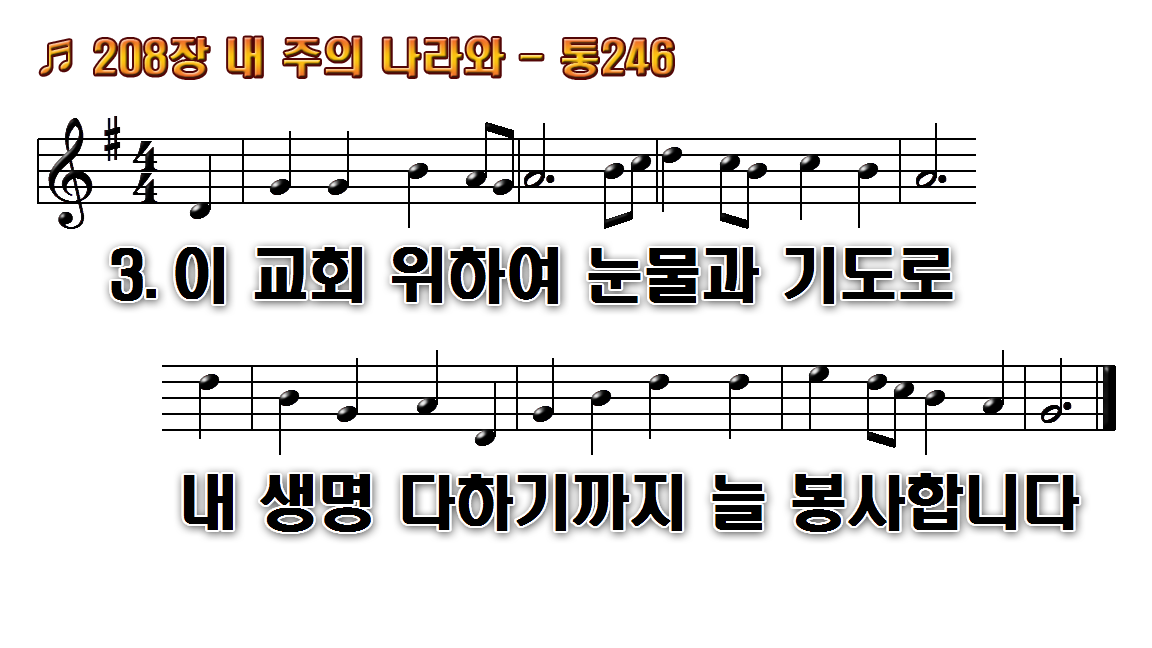 ♬ 208장 내 주의 나라와 - 통246
3. 이 교회 위하여 눈물과 기도로
내 생명 다하기까지 늘 봉사합니다